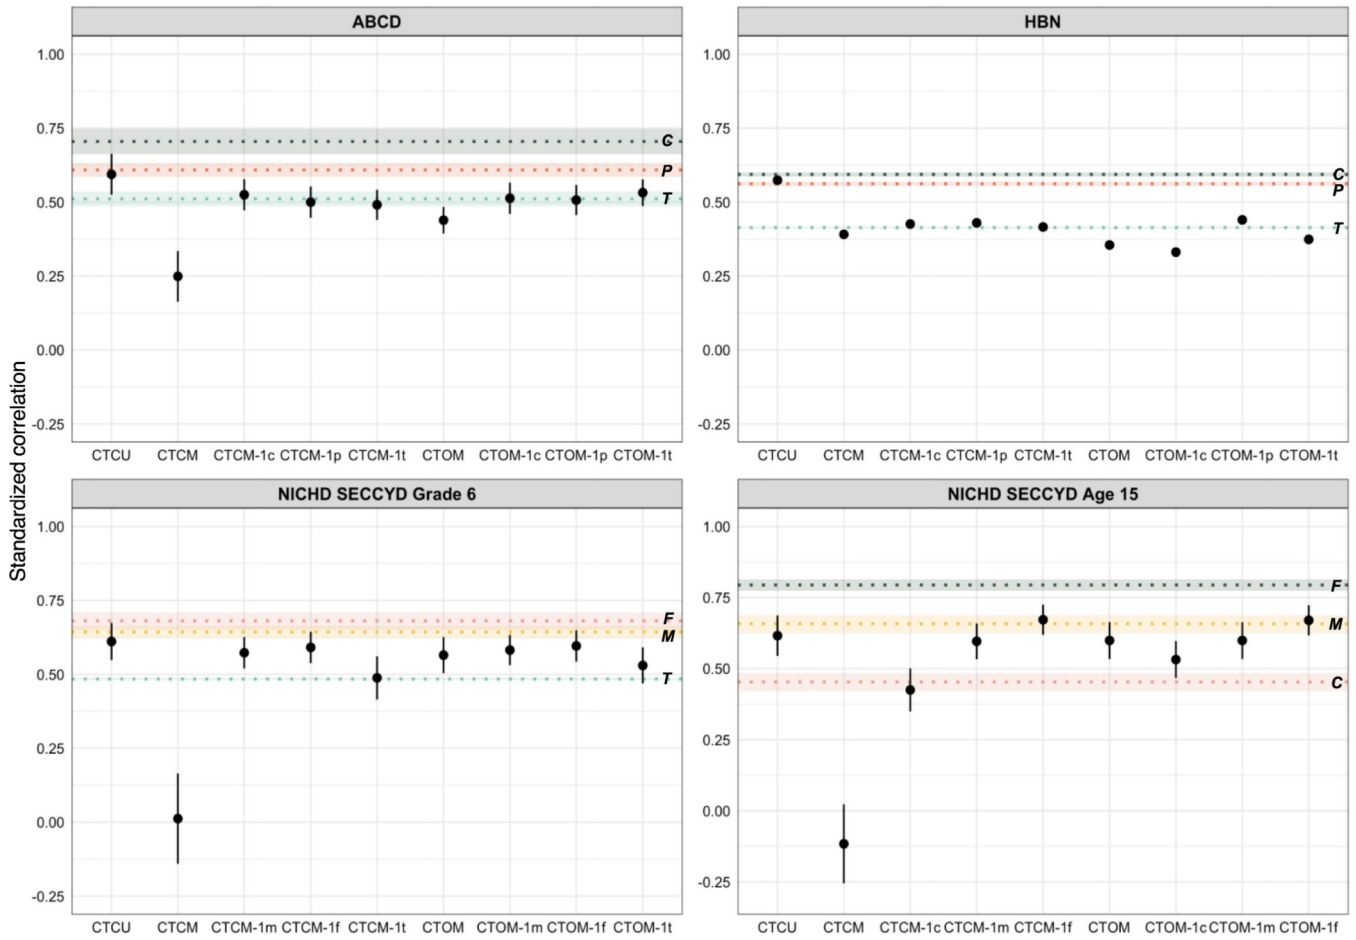 Standardized correlation
ABCD
1.00
0.75
0.50
0.25
0.00
-0.25
C
P
T
CTCU CTCM CTCM-1c CTCM-1p CTCM-1t CTOM CTOM-1c CTOM-1p CTOM-1t
HBN
1.00
0.75
0.50
0.25
0.00
-0.25
C
P
T
CTCU CTCM CTCM-1c CTCM-1p CTCM-1t CTOM CTOM-1c CTOM-1p CTOM-1t
NICHD SECCYD Grade 6
1.00
0.75
0.50
0.25
0.00
-0.25
F
M
T
CTCU CTCM CTCM-1m CTCM-1f CTCM-1t CTOM CTOM-1m CTOM-1f CTOM-1t
NICHD SECCYD Age 15
1.00
0.75
0.50
0.25
0.00
-0.25
F
M
C
CTCU CTCM CTCM-1c CTCM-1m CTCM-1f CTOM CTOM-1c CTOM-1m CTOM-1f